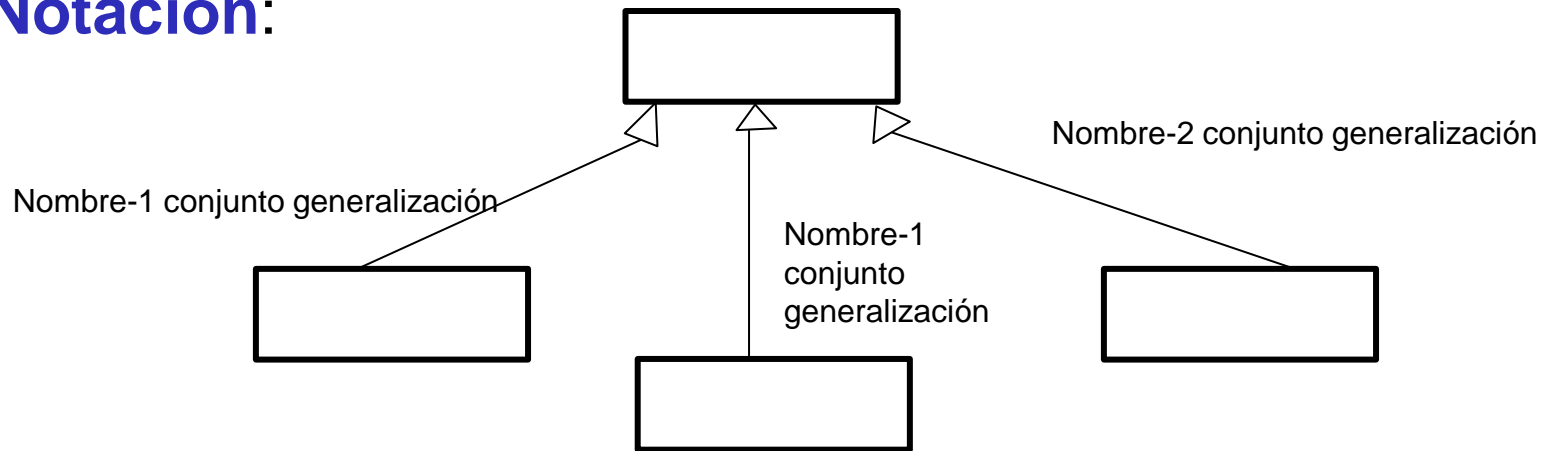 Notación:
Nombre-2 conjunto generalización
Nombre-1 conjunto generalización
Nombre-1
conjunto
generalización